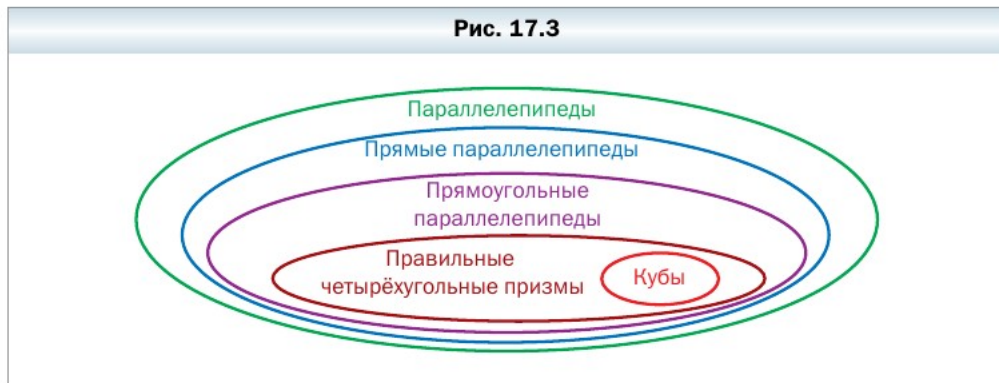 Рис. 17.3
Параллелепипеды
Прямые параллелепипеды
Прямоугольные
параллелепипеды
Правильные
четырёхугольные призмы
Кубы